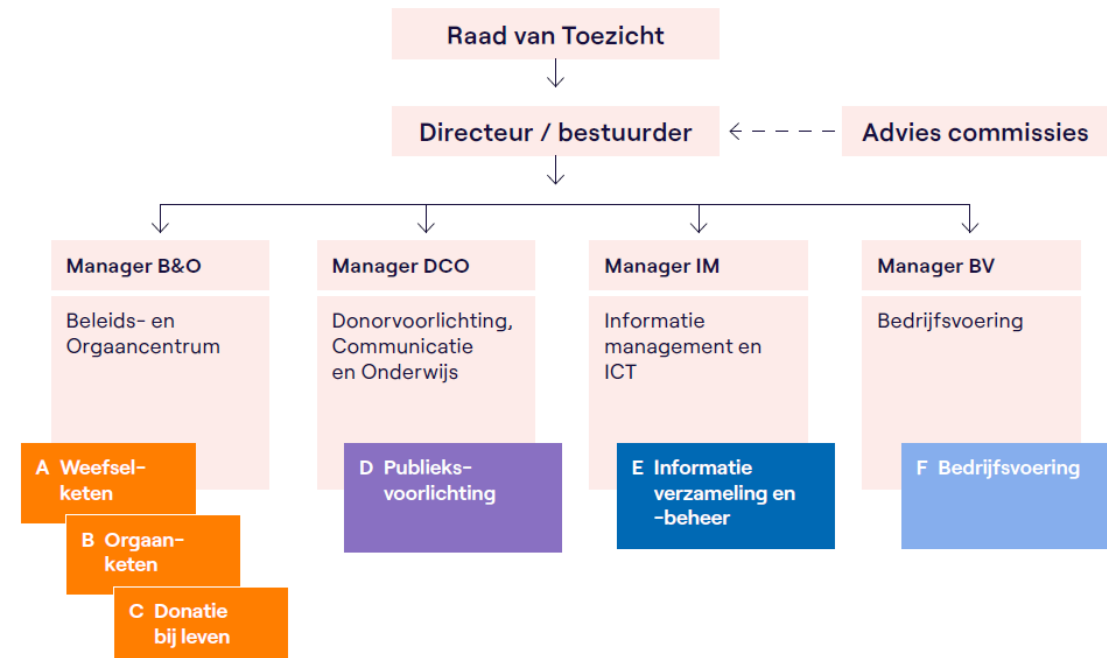 Raad van Toezicht
Directeur / bestuurder
Advies commissies
Manager B&O
Manager DCO
Manager IM
Manager BV
Beleids- en
Orgaancentrum
Donorvoorlichting,
Communicatie
en Onderwijs
Informatie
management en
ICT
Bedrijfsvoering
A Weefsel-
keten
B Orgaan-
keten
C Donatie
bij leven
D Publieks-
voorlichting
E Informatie
verzameling en
-beheer
F Bedrijfsvoering